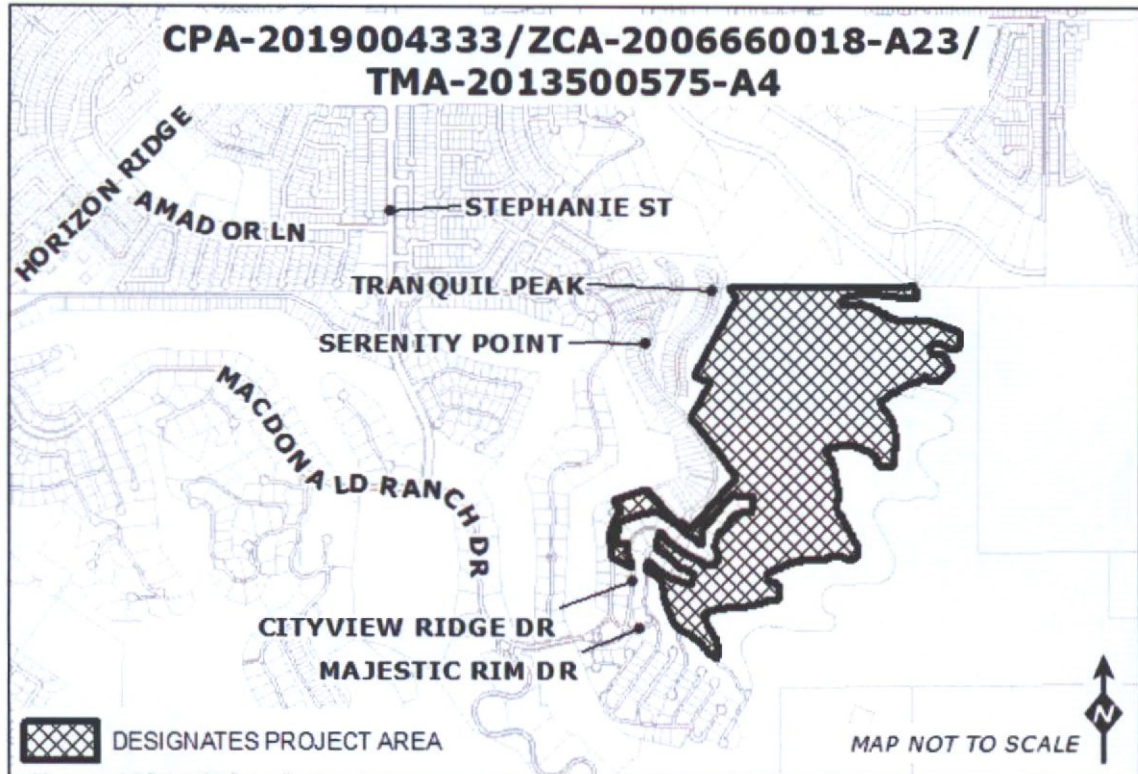 CPA-2019004333/ZCA-2006660018-A23/
TMA-2013500575-A4
HORIZON RIDGE
AMADOR LN
STEPHANIE ST
TRANQUIL PEAK
SERENITY POINT
MACDONALD RANCH DR
CITYVIEW RIDGE DR
MAJESTIC RIM DR
DESIGNATES PROJECT AREA
MAP NOT TO SCALE
N